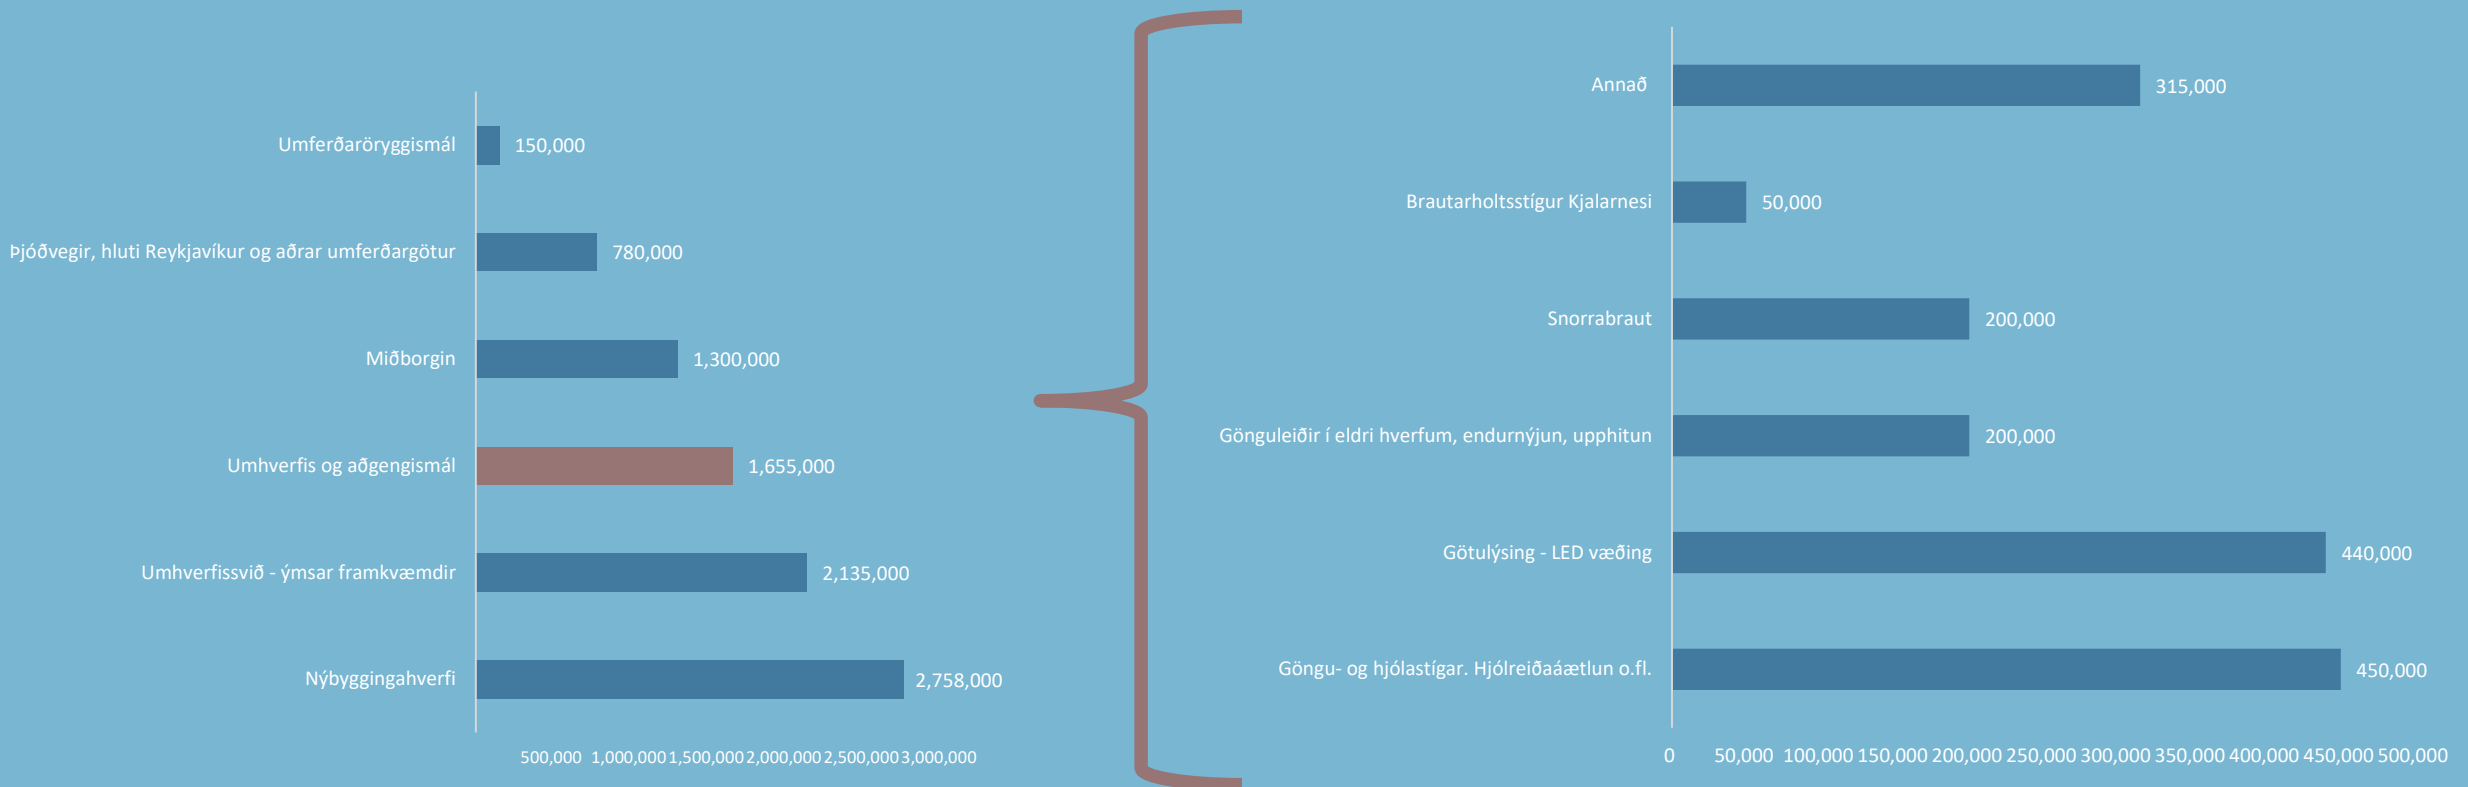 Umferðaröryggismál 150,000
Þjóðvegir, hluti Reykjavíkur og aðrar umferðargötur 780,000
Miðborgin 1,300,000
Umhverfis og aðgengismál 1,655,000
Umhverfissvið - ýmsar framkvæmdir 2,135,000
Nýbyggingahverfi 2,758,000
500,000 1,000,000 1,500,000 2,000,000 2,500,000 3,000,000
Annað 315,000
Brautarholtsstígur Kjalarnesi 50,000
Snorrabraut 200,000
Gönguleiðir í eldri hverfum, endurnýjun, upphitun 200,000
Götulýsing - LED væðing 440,000
Göngu- og hjólastígar. Hjólreiðaáætlun o.fl. 450,000
0 50,000 100,000 150,000 200,000 250,000 300,000 350,000 400,000 450,000 500,000